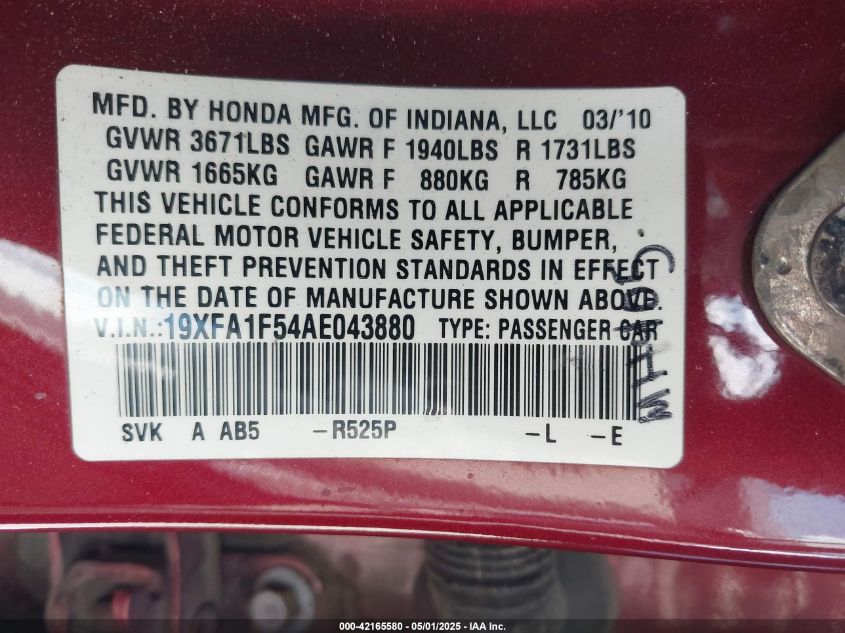 MFD. BY HONDA MFG. OF INDIANA, LLC 03/'10
GVWR 3671LBS GAWR F 1940LBS R 1731LBS
GVWR 1665KG GAWR F 880KG R 785KG
THIS VEHICLE CONFORMS TO ALL APPLICABLE
FEDERAL MOTOR VEHICLE SAFETY, BUMPER,
AND THEFT PREVENTION STANDARDS IN EFFECT
ON THE DATE OF MANUFACTURE SHOWN ABOVE.
V.I.N.:19XFA1F54AE043880 TYPE: PASSENGER CAR
SVK A AB5 -R525P -L -E
000-42165580 - 05/01/2025 - IAA Inc.